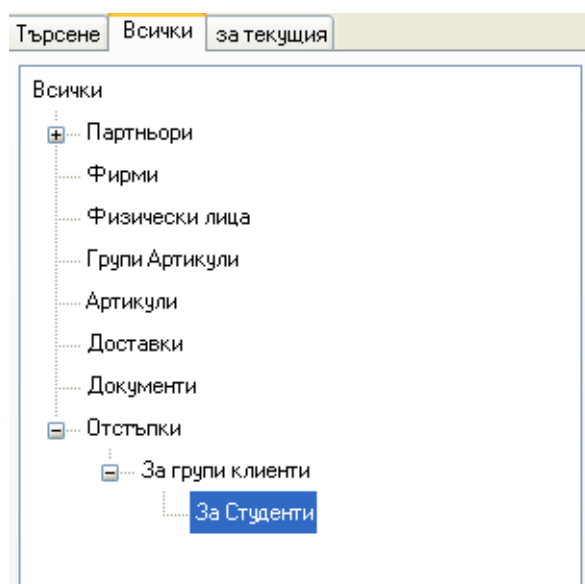 Търсене Всички за текущия
Всички
Партньори
Фирми
Физически лица
Групи Артикули
Артикули
Доставки
Документи
Отстъпки
За групи клиенти
За Студенти